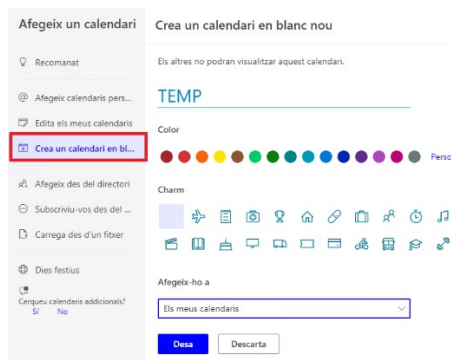 Afegeix un calendari
Recomanat
Afegeix calendaris pers...
Edita els meus calendaris
Crea un calendari en bl...
Afegeix des del directori
Subscriviu-vos des del ...
Carrega des d'un fitxer
Dies festius
Cerqueu calendaris addicionals?
Sí No
Crea un calendari en blanc nou
Els altres no podran visualitzar aquest calendari.
TEMP
Color
Perso
Charm
Afegeix-ho a
Els meus calendaris
Desa Descarta